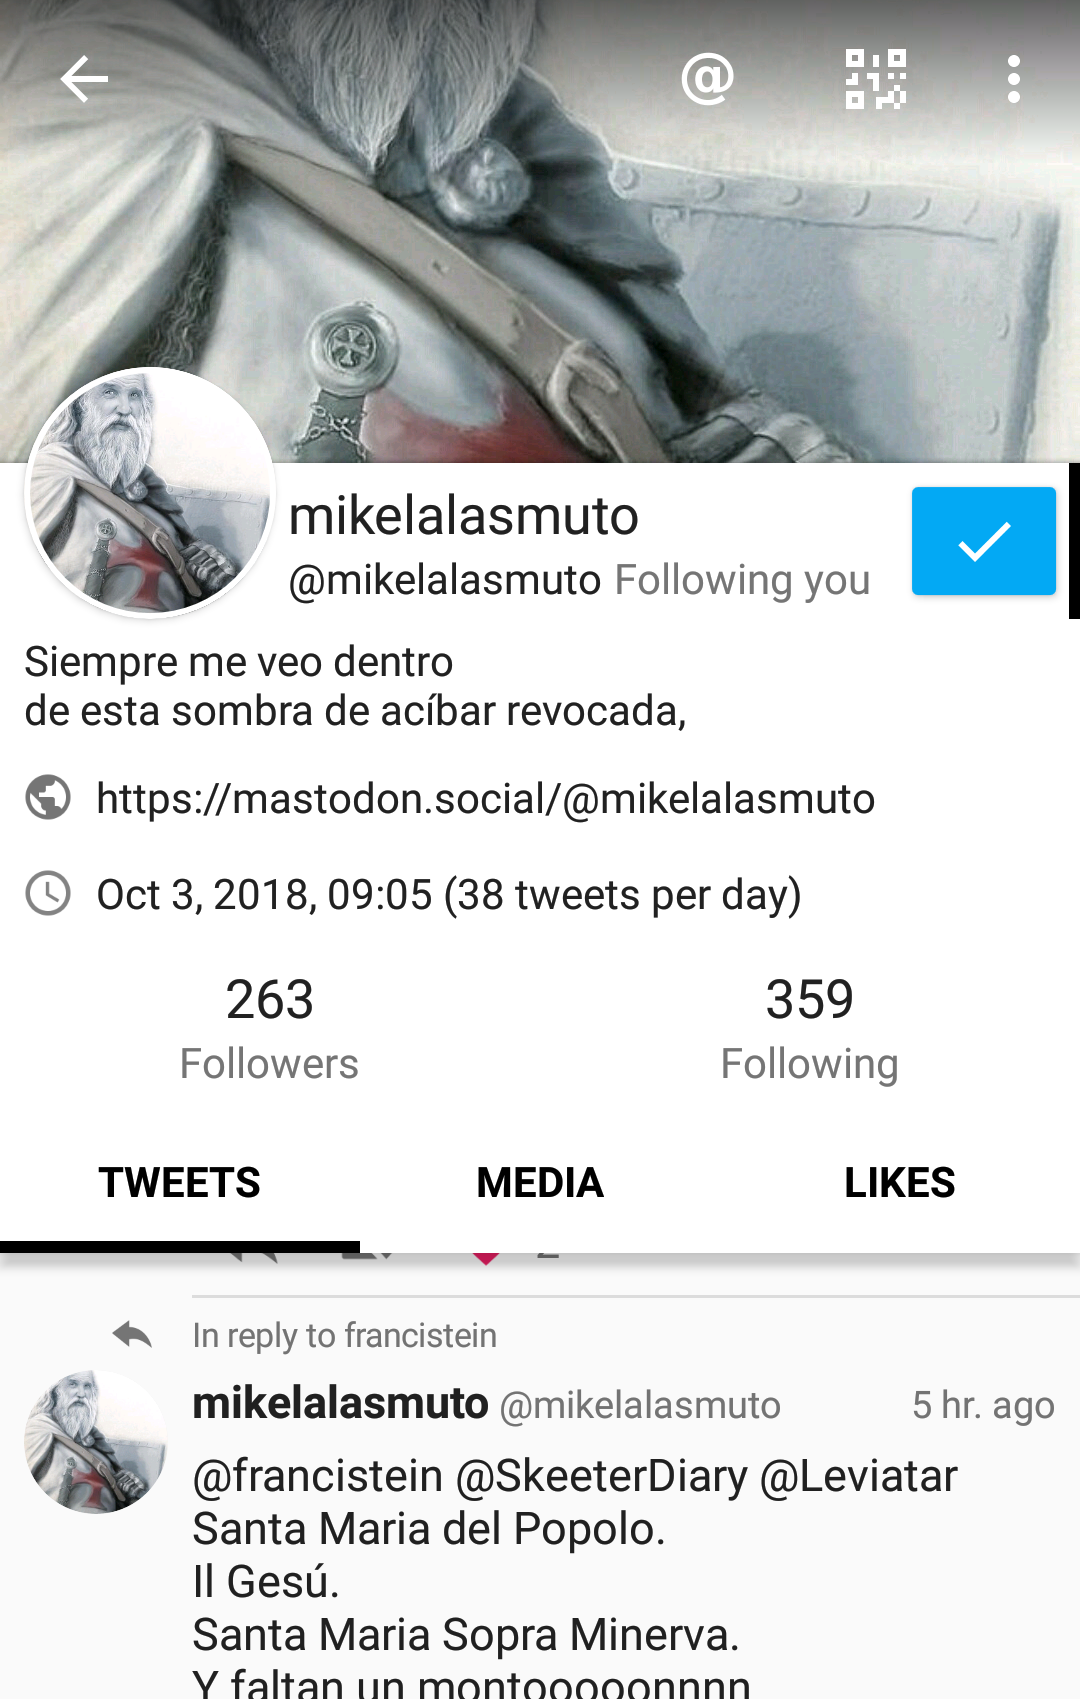 mikelalasmuto
@mikelalasmuto Following you
Siempre me veo dentro
de esta sombra de acíbar revocada,
https://mastodon.social/@mikelalasmuto
Oct 3, 2018, 09:05 (38 tweets per day)
263 359
Followers Following
TWEETS MEDIA LIKES
In reply to francistein
mikelalasmuto @mikelalasmuto 5 hr. ago
@francistein @SkeeterDiary @Leviatar
Santa Maria del Popolo.
Il Gesú.
Santa Maria Sopra Minerva.
Y faltan un montooooonnnn